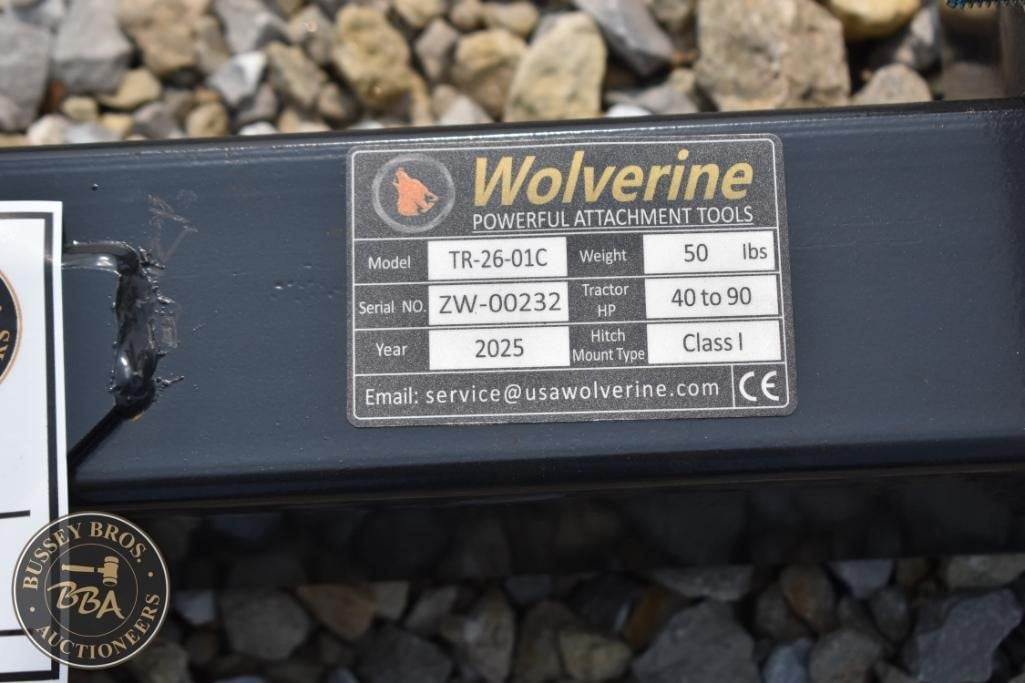 Wolverine
POWERFUL ATTACHMENT TOOLS
Model TR-26-01C Weight 50 lbs
Serial NO. ZW-00232 Tractor HP 40 to 90
Year 2025 Hitch Mount Type Class I
Email: service@usawolverine.com CE
BUSSEY BROS.
BBA
AUCTIONEERS